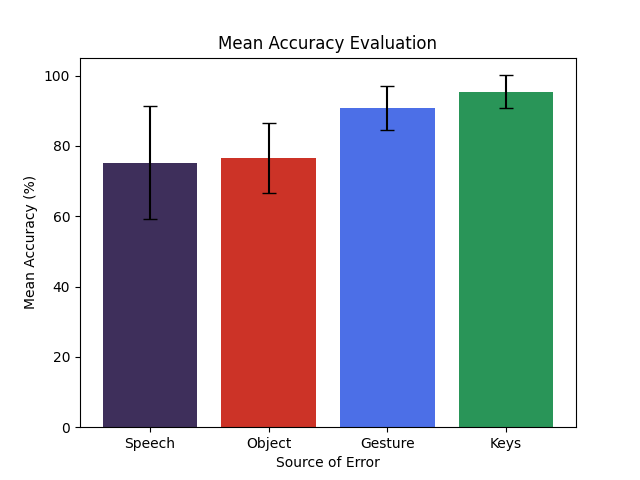 Mean Accuracy Evaluation
100
80
60
40
20
0
Mean Accuracy (%)
Speech Object Gesture Keys
Source of Error